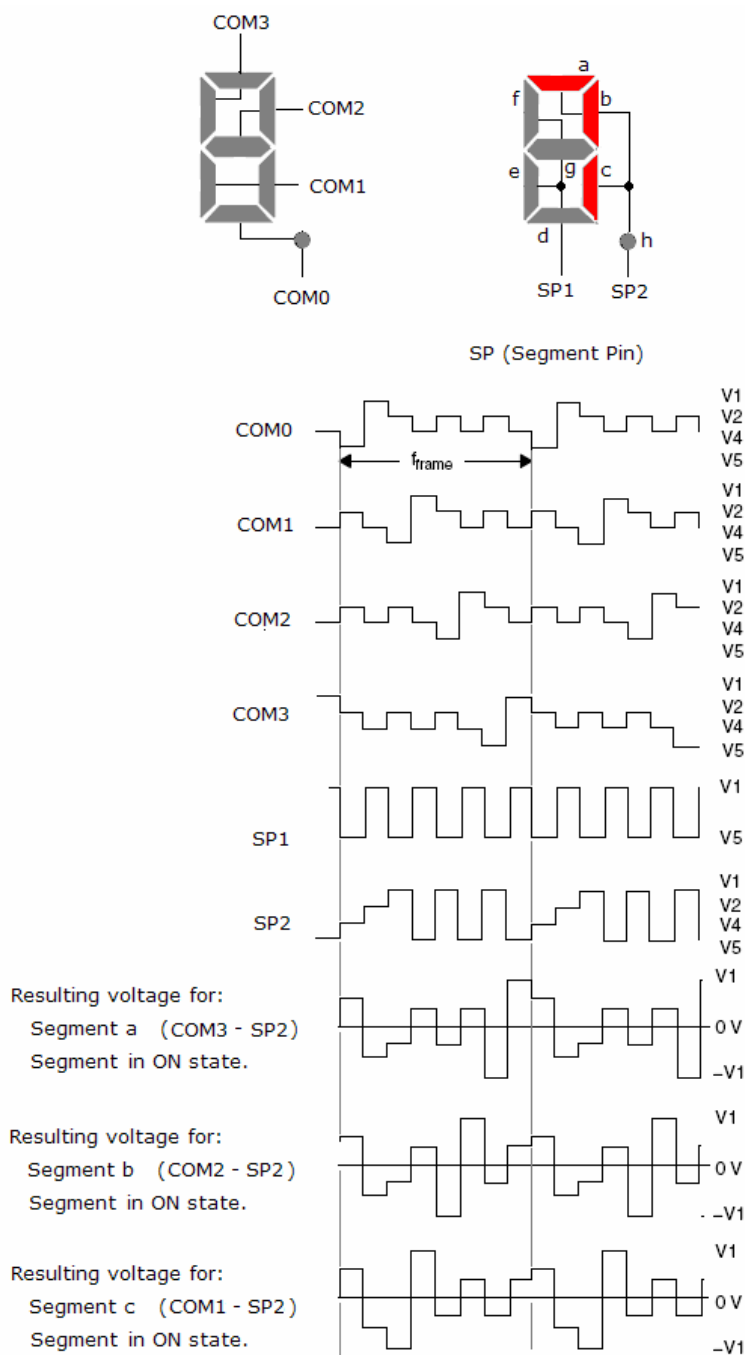 COM3
a
f
b
COM2
g
e
c
COM1
d
h
SP1
SP2
COM0
SP (Segment Pin)
V1
COM0
V2
V4
f frame
V5
V1
COM1
V2
V4
V5
V1
COM2
V2
V4
V5
V1
COM3
V2
V4
V5
V1
SP1
V5
V1
SP2
V2
V4
V5
V1
Resulting voltage for:
Segment a (COM3 - SP2)
0 V
Segment in ON state.
-V1
V1
Resulting voltage for:
Segment b (COM2 - SP2)
0 V
Segment in ON state.
-V1
V1
Resulting voltage for:
Segment c (COM1 - SP2)
0 V
Segment in ON state.
-V1